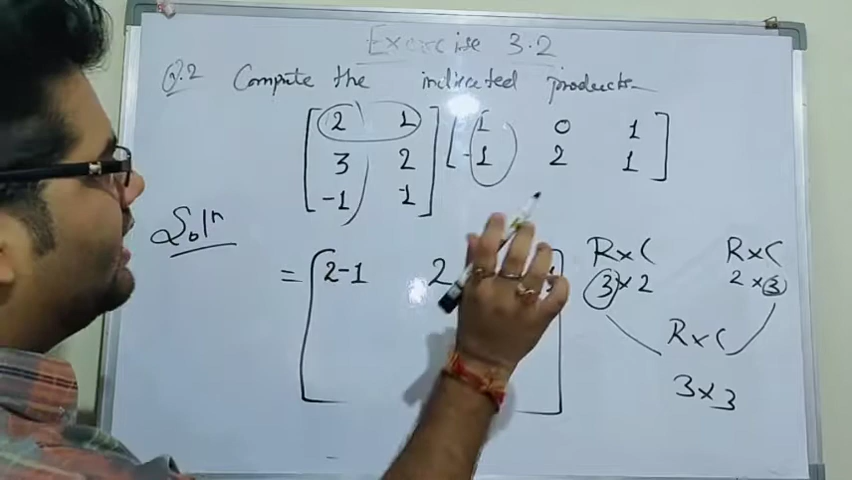 Exercise 3.2
Q.2 Compute the indicated products
2 1 1 0 1
3 2 -1 2 1
-1 1
Solⁿ
= 2-1 2
R×C R×C
3×2 2×3
R×C
3×3